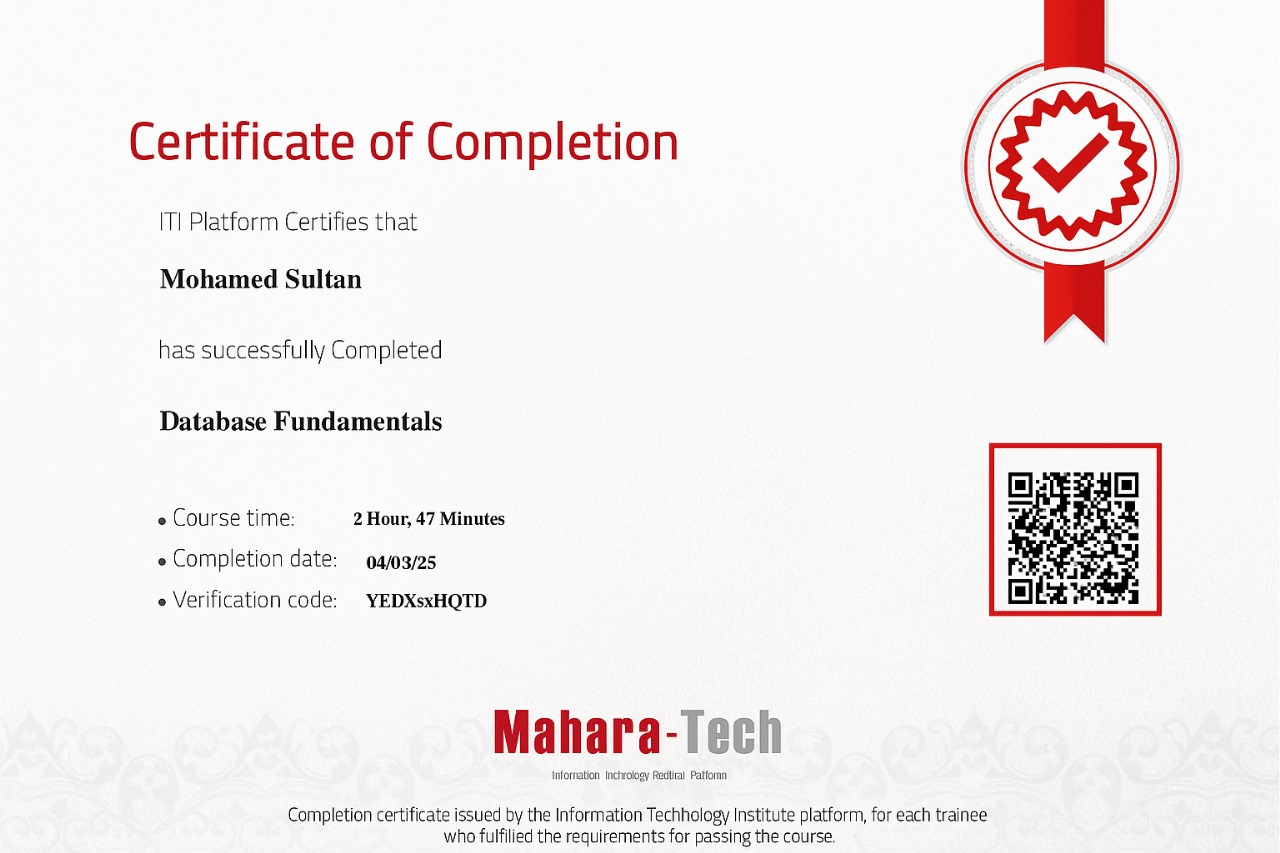 Certificate of Completion
ITI Platform Certifies that
Mohamed Sultan
has successfully Completed
Database Fundamentals
• Course time: 2 Hour, 47 Minutes
• Completion date: 04/03/25
• Verification code: YEDXsxHQTD
Mahara-Tech
Infornation Inchrology Redtiral Patfomn
Completion certificate issued by the Information Techhology Institute platform, for each trainee
who fulfilied the requirements for passing the course.